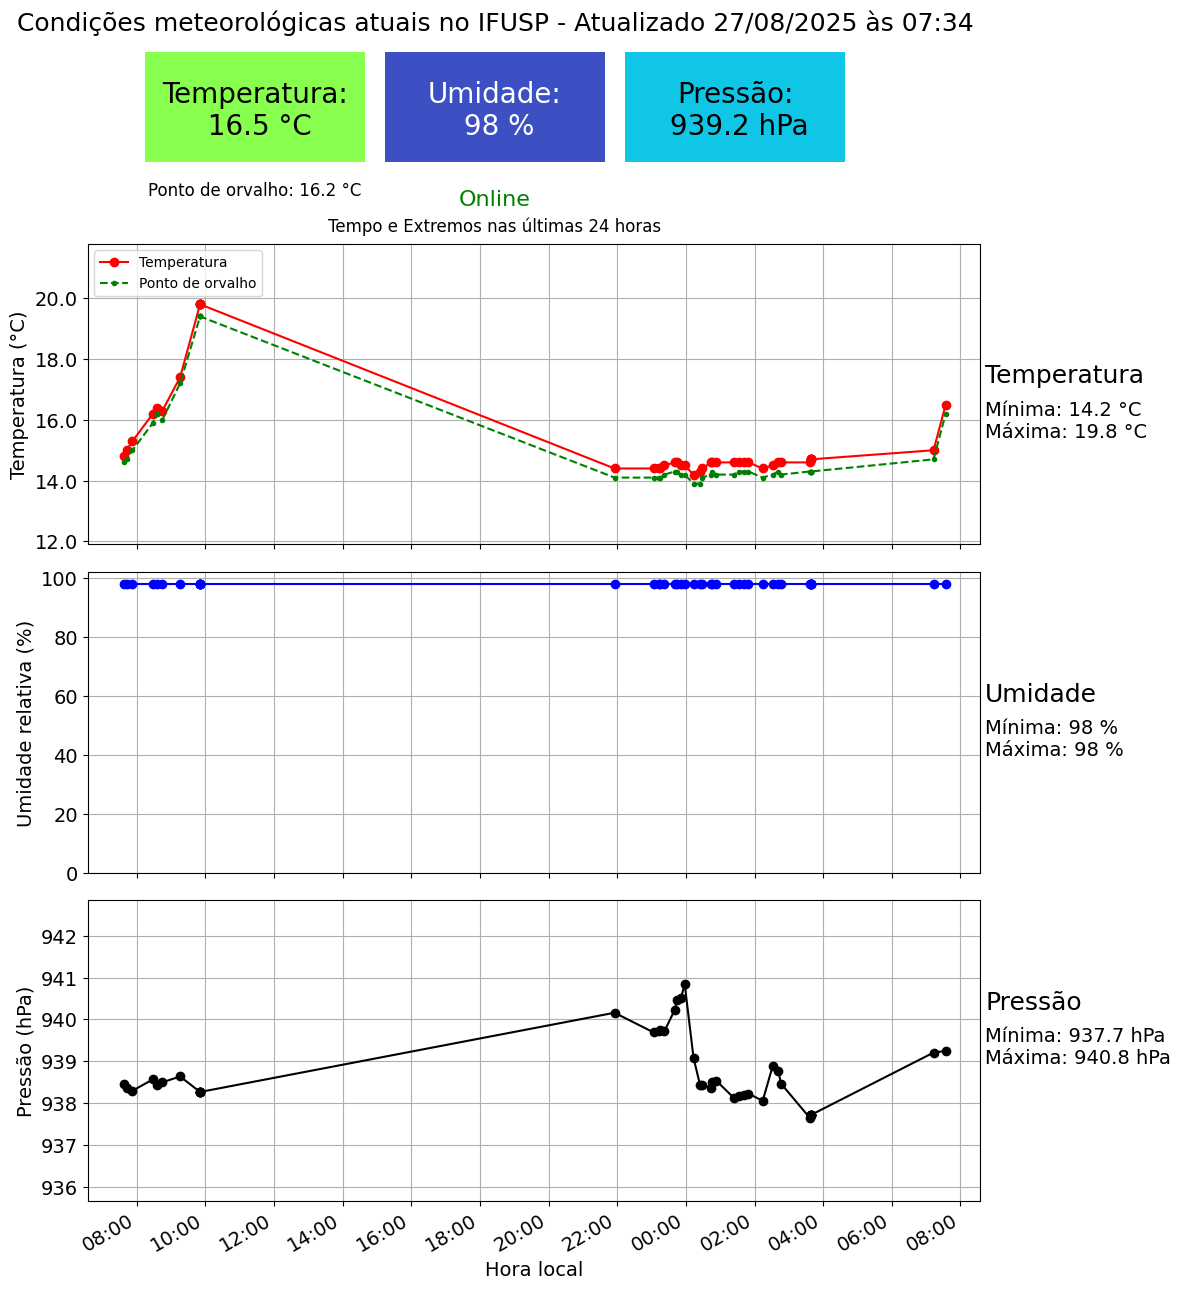 Condições meteorológicas atuais no IFUSP - Atualizado 27/08/2025 às 07:34
Temperatura:
16.5 °C
Umidade:
98 %
Pressão:
939.2 hPa
Ponto de orvalho: 16.2 °C
Online
Tempo e Extremos nas últimas 24 horas
Temperatura
Ponto de orvalho
Temperatura (°C)
20.0
18.0
16.0
14.0
12.0
Temperatura
Mínima: 14.2 °C
Máxima: 19.8 °C
Umidade relativa (%)
100
80
60
40
20
0
Umidade
Mínima: 98 %
Máxima: 98 %
Pressão (hPa)
942
941
940
939
938
937
936
Pressão
Mínima: 937.7 hPa
Máxima: 940.8 hPa
08:00
10:00
12:00
14:00
16:00
18:00
20:00
22:00
00:00
02:00
04:00
06:00
08:00
Hora local